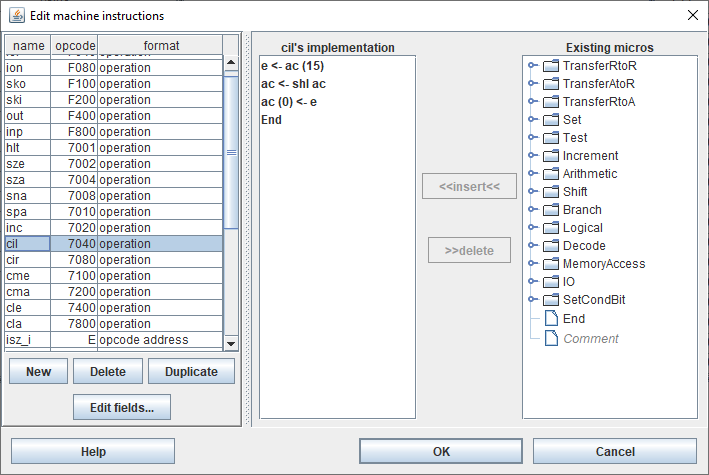 Edit machine instructions
name opcode format
ion F080 operation
sko F100 operation
ski F200 operation
out F400 operation
inp F800 operation
hlt 7001 operation
sze 7002 operation
sza 7004 operation
sna 7008 operation
spa 7010 operation
inc 7020 operation
cil 7040 operation
cir 7080 operation
cme 7100 operation
cma 7200 operation
cle 7400 operation
cla 7800 operation
isz_i E opcode address
New Delete Duplicate
Edit fields...
cil's implementation
e <- ac (15)
ac <- shl ac
ac (0) <- e
End
<<insert<<
>>delete
Existing micros
TransferRtoR
TransferAtoR
TransferRtoA
Set
Test
Increment
Arithmetic
Shift
Branch
Logical
Decode
MemoryAccess
IO
SetCondBit
End
Comment
Help OK Cancel